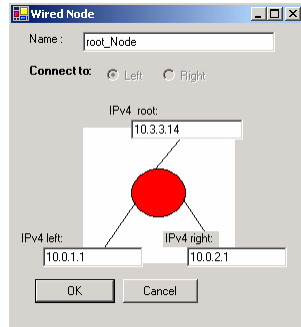 Wired Node
Name : root_Node
Connect to: Left Right
IPv4 root:
10.3.3.14
IPv4 left: IPv4 right:
10.0.1.1 10.0.2.1
OK Cancel